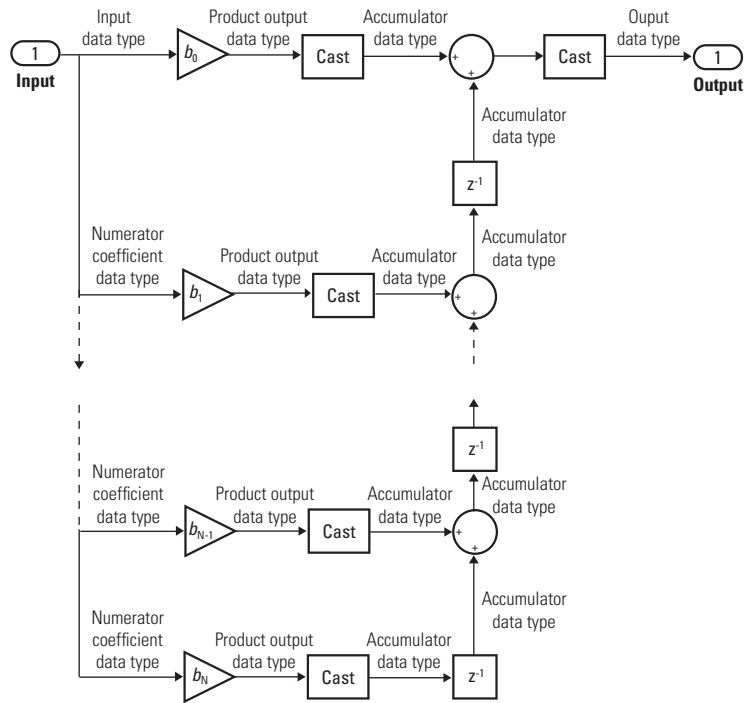 Input
data type
Product output
data type
Accumulator
data type
Ouput
data type
1
Input
b0
Cast
+
+
Cast
1
Output
Accumulator
data type
z-1
Numerator
coefficient
data type
Product output
data type
Accumulator
data type
Accumulator
data type
b1
Cast
+
+
z-1
Numerator
coefficient
data type
Product output
data type
Accumulator
data type
Accumulator
data type
bN-1
Cast
+
+
Numerator
coefficient
data type
Product output
data type
Accumulator
data type
Accumulator
data type
bN
Cast
z-1